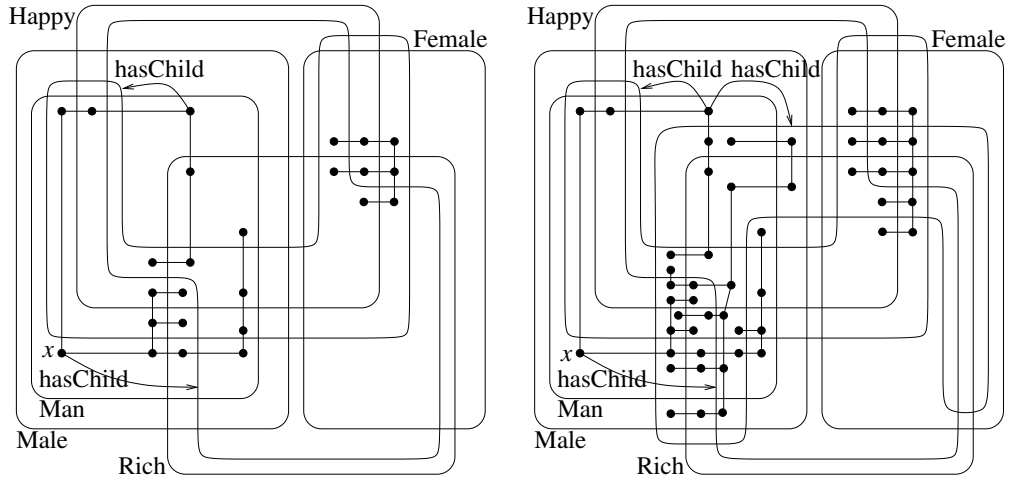 Happy
Female
hasChild
x
hasChild
Man
Male
Rich
Happy
Female
hasChild hasChild
x
hasChild
Man
Male
Rich